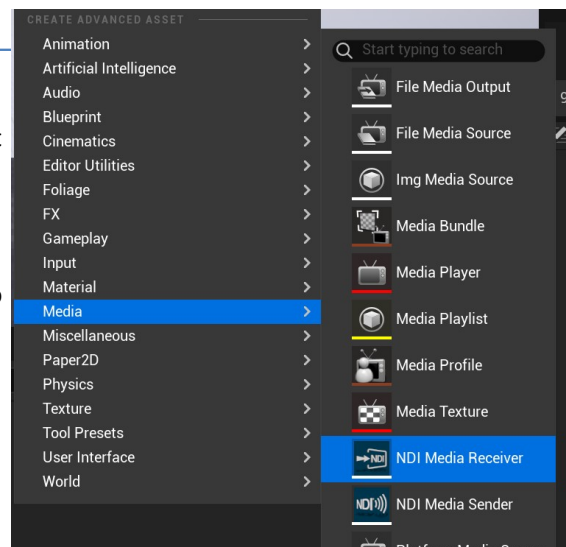 CREATE ADVANCED ASSET
Animation
Artificial Intelligence
Audio
Blueprint
Cinematics
Editor Utilities
Foliage
FX
Gameplay
Input
Material
Media
Miscellaneous
Paper2D
Physics
Texture
Tool Presets
User Interface
World
Start typing to search
File Media Output
File Media Source
Img Media Source
Media Bundle
Media Player
Media Playlist
Media Profile
Media Texture
NDI NDI Media Receiver
NDI NDI Media Sender